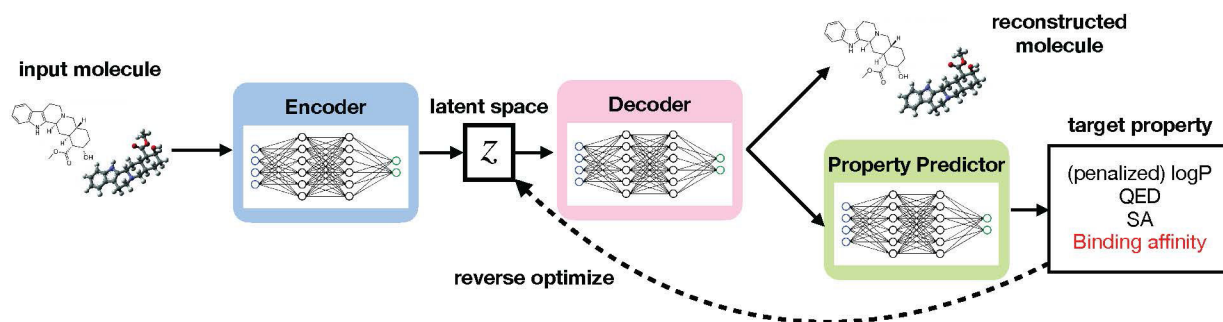 input molecule
Encoder
latent space
z
Decoder
reconstructed
molecule
Property Predictor
target property
(penalized) logP
QED
SA
Binding affinity
reverse optimize